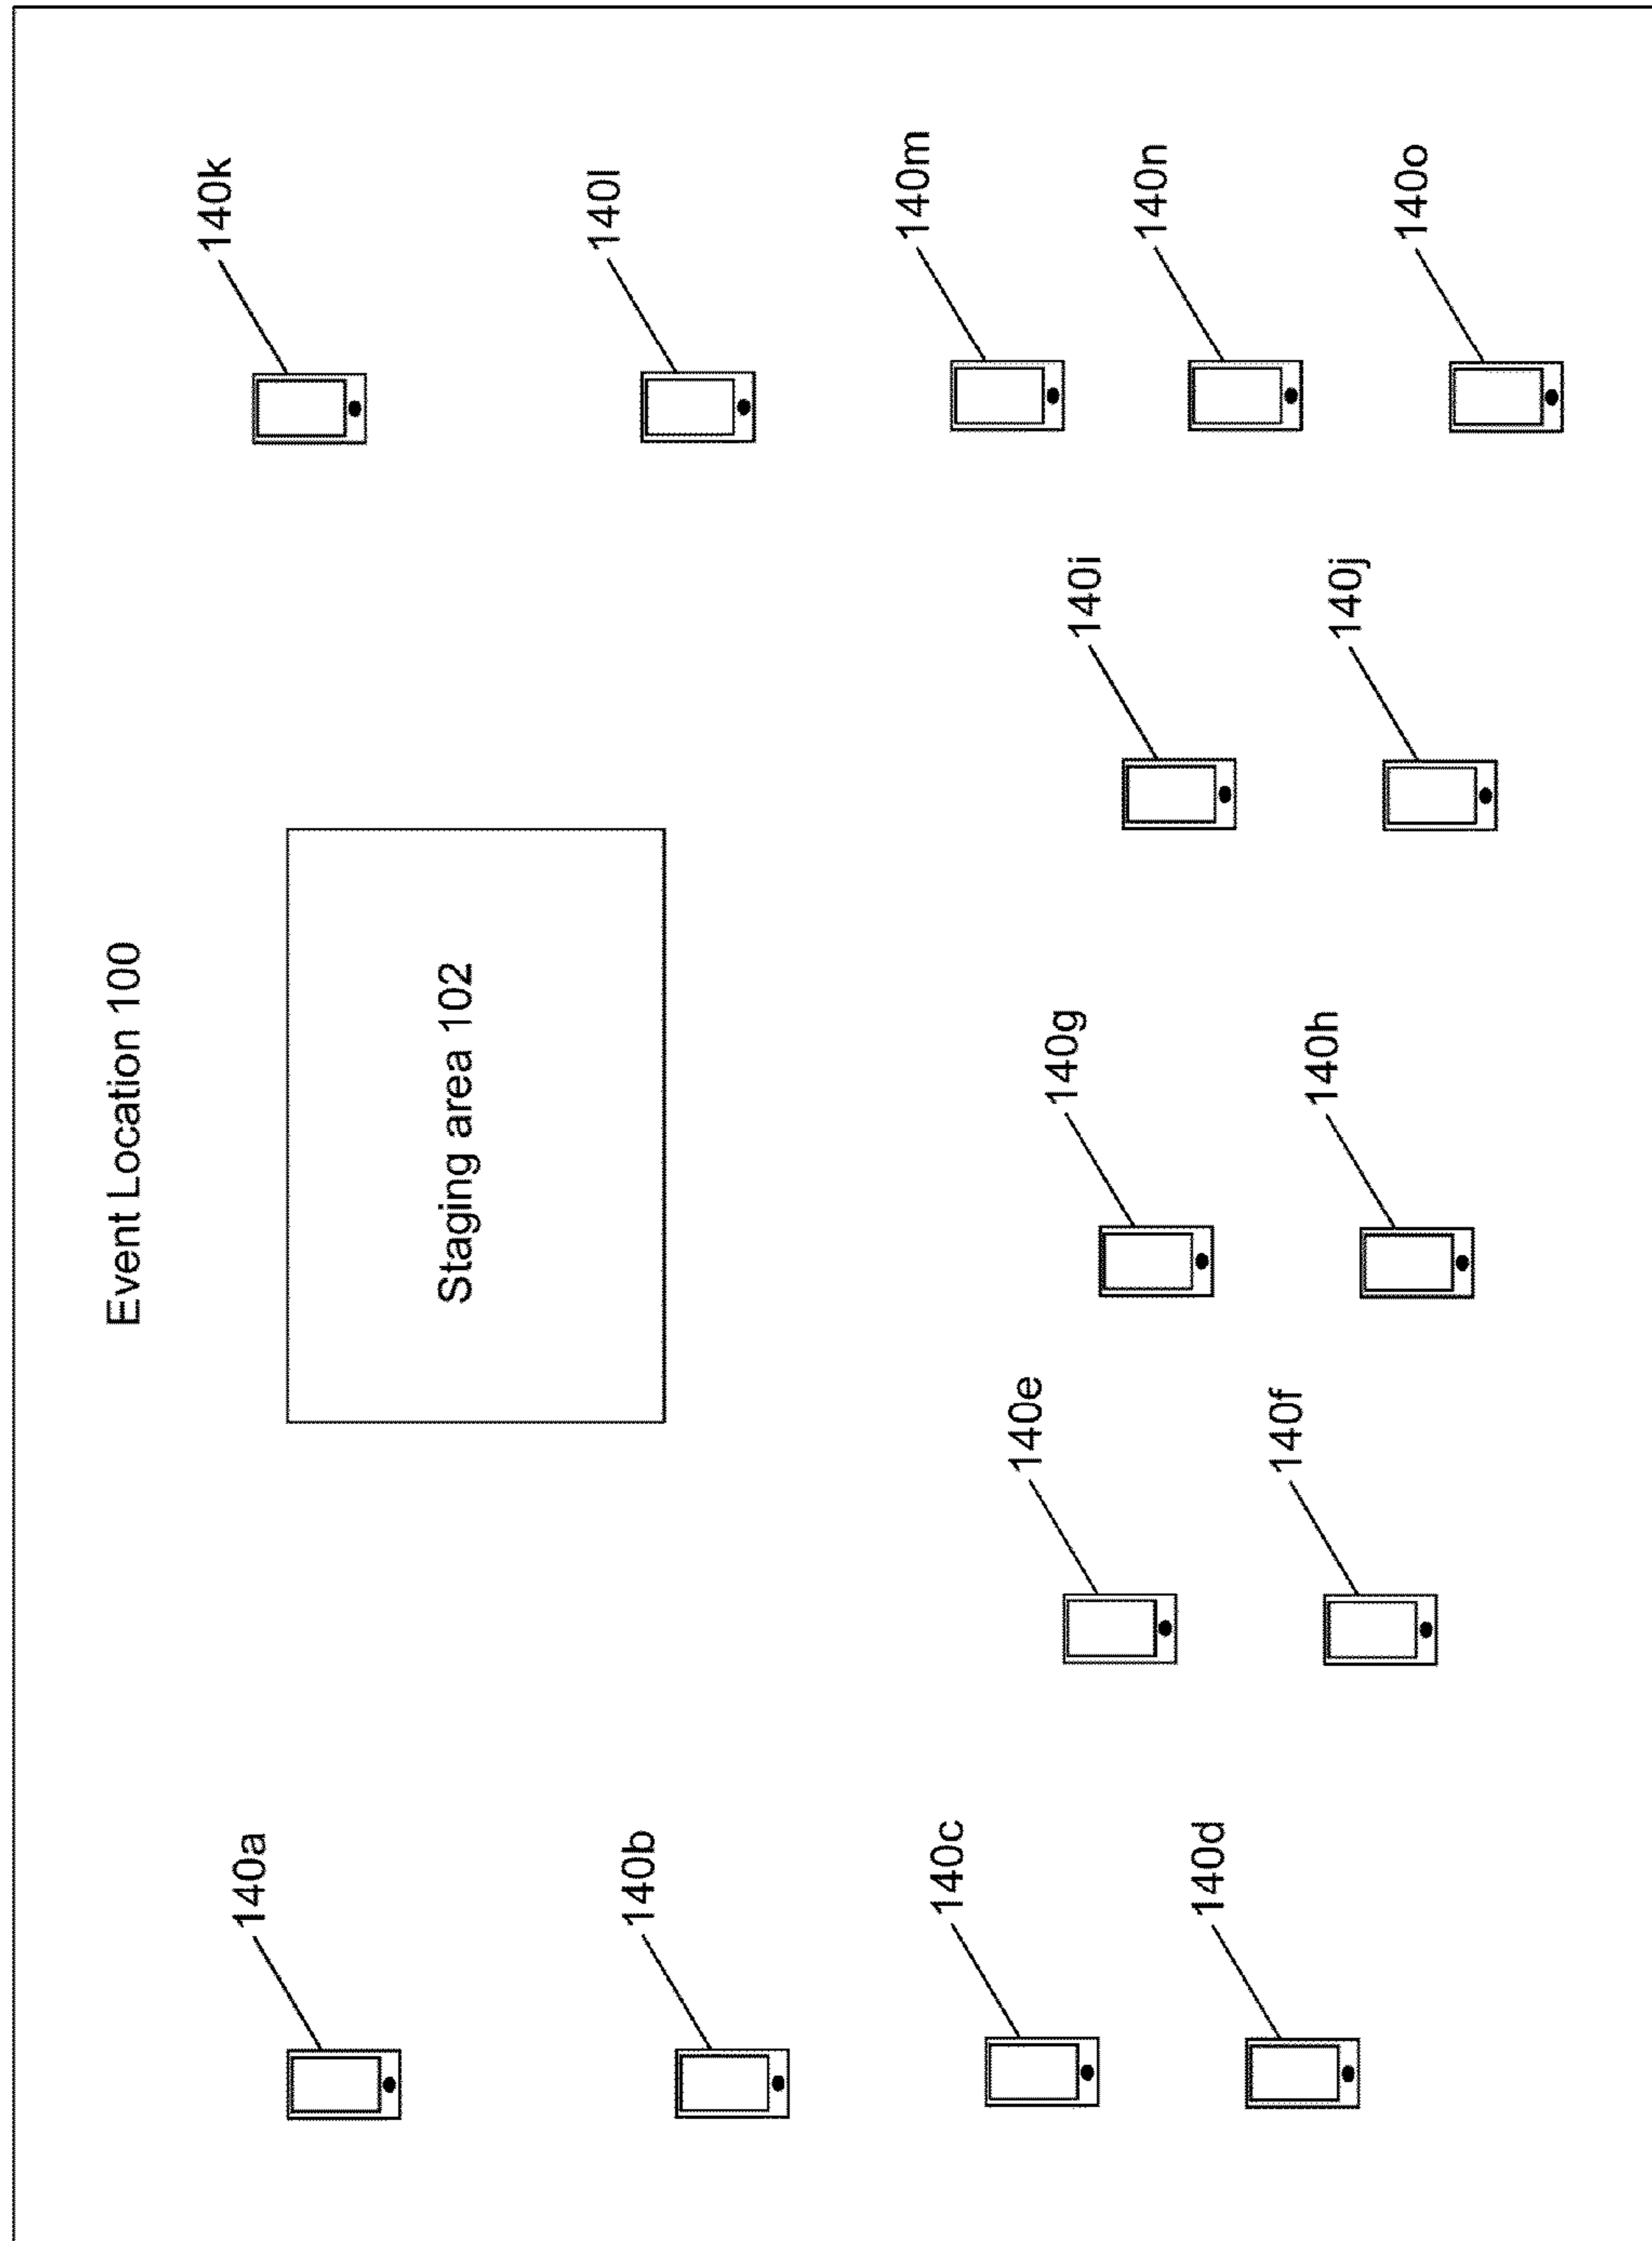 Event Location 100
Staging area 102
140a
140b
140c
140d
140e
140f
140g
140h
140i
140j
140k
140l
140m
140n
140o